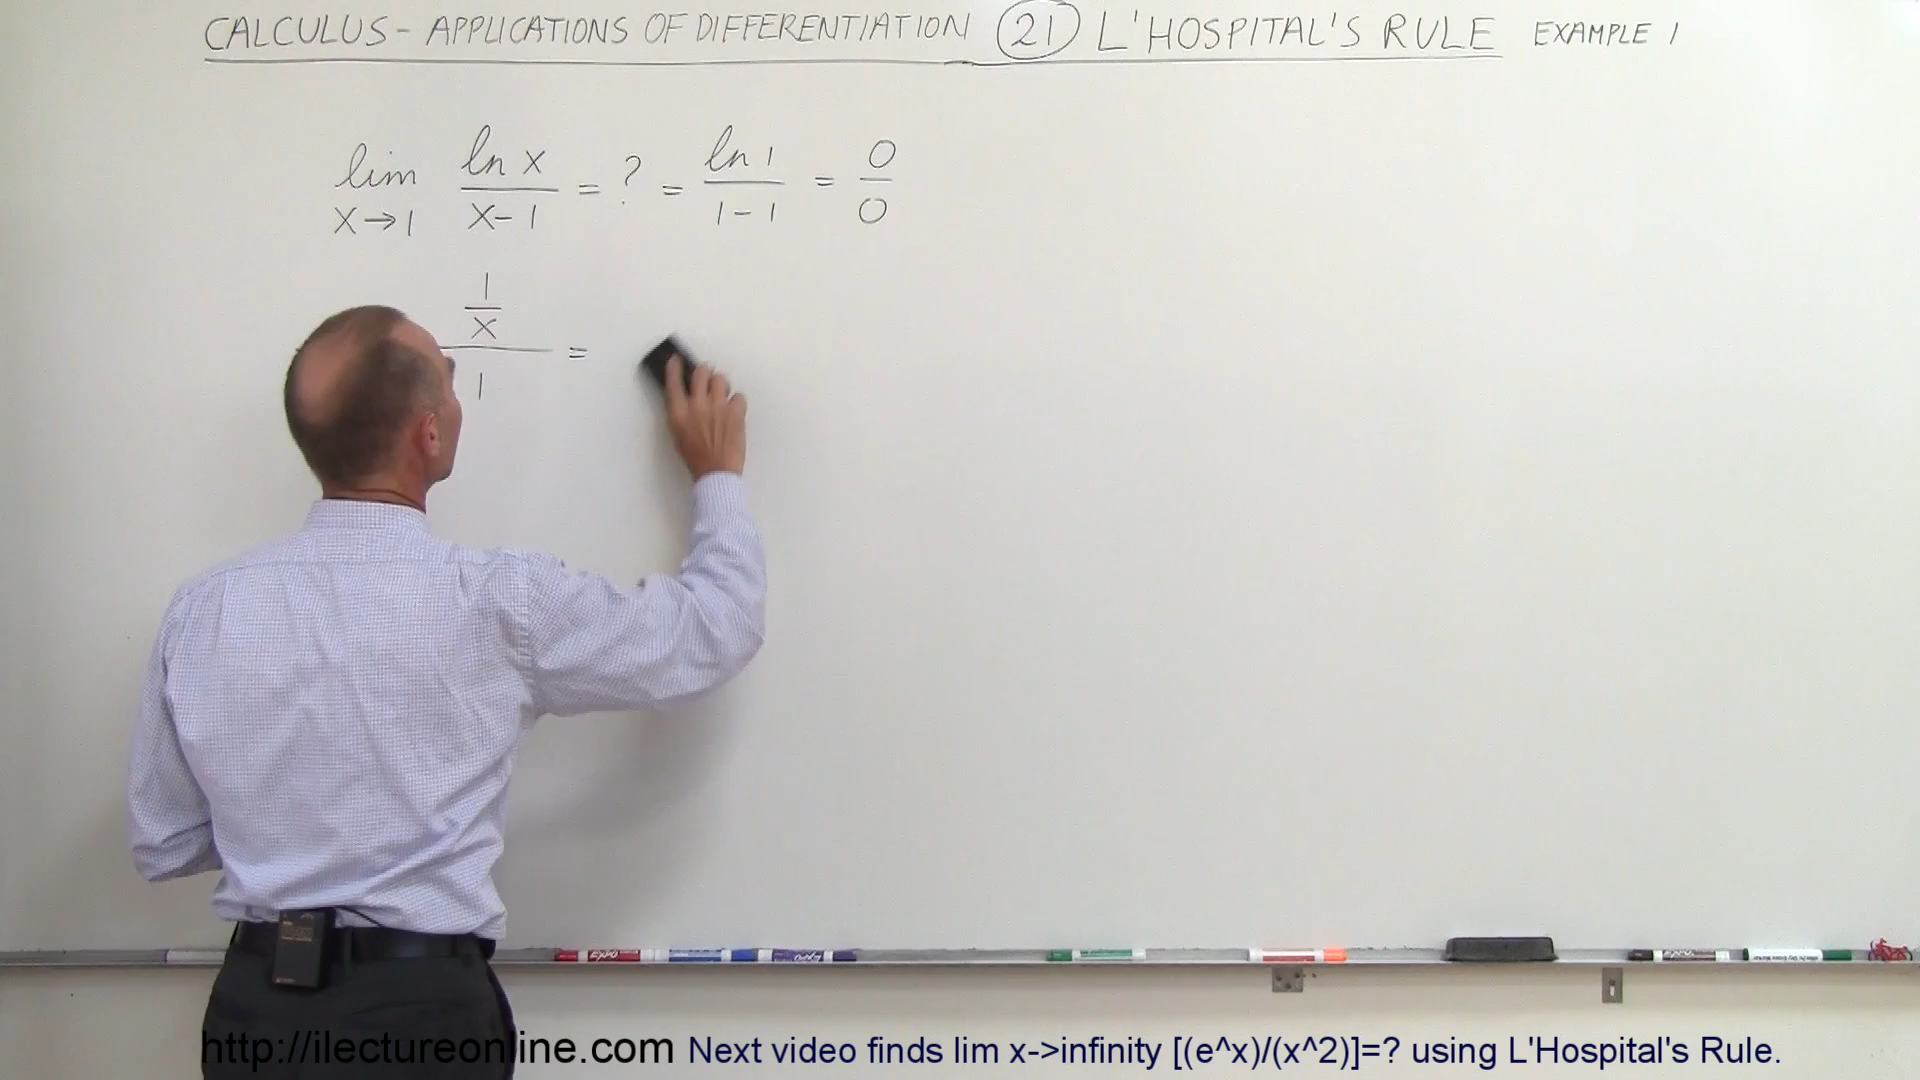 CALCULUS - APPLICATIONS OF DIFFERENTIATION 21 L'HOSPITAL'S RULE EXAMPLE 1
lim x→1 ln x / x-1 = ? = ln 1 / 1-1 = 0/0
1/x / 1 =
EXPO
http://ilectureonline.com Next video finds lim x->infinity [(e^x)/(x^2)]=? using L'Hospital's Rule.